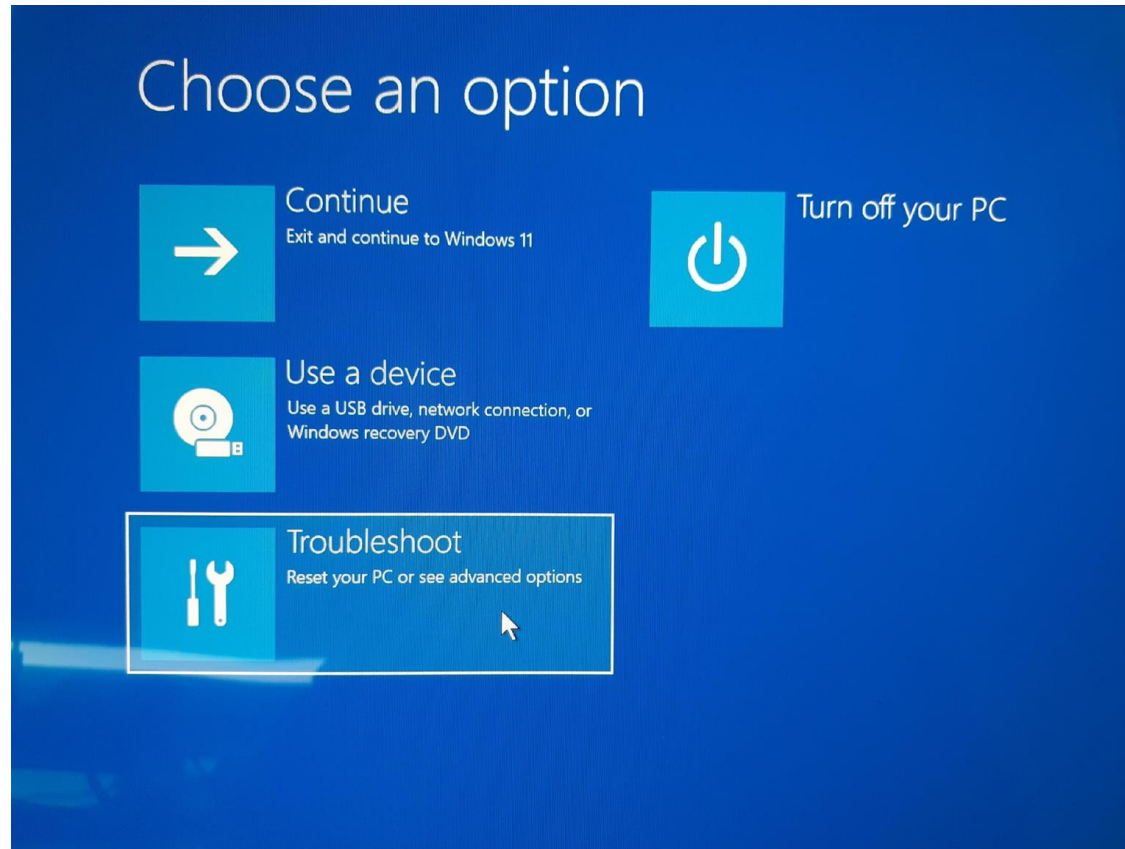 Choose an option
Continue
Exit and continue to Windows 11
Turn off your PC
Use a device
Use a USB drive, network connection, or
Windows recovery DVD
Troubleshoot
Reset your PC or see advanced options